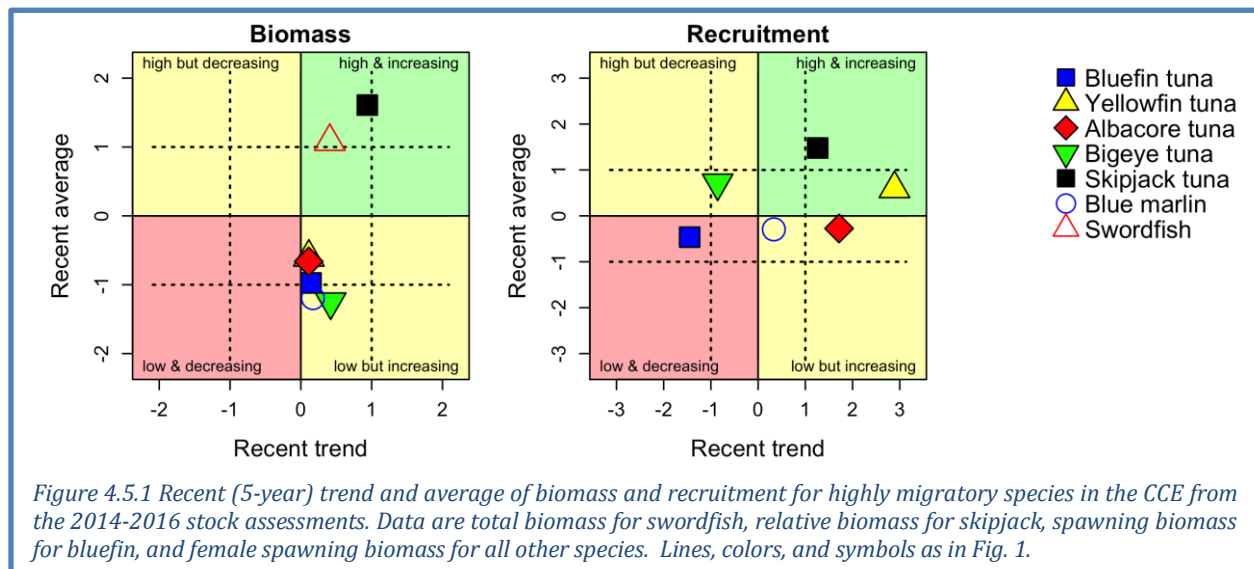 Biomass
high but decreasing
high & increasing
low & decreasing
low but increasing
Recent average
2
1
0
-1
-2
-2 -1 0 1 2
Recent trend
Recruitment
high but decreasing
high & increasing
low & decreasing
low but increasing
Recent average
3
2
1
0
-1
-2
-3
-3 -2 -1 0 1 2 3
Recent trend
Bluefin tuna
Yellowfin tuna
Albacore tuna
Bigeye tuna
Skipjack tuna
Blue marlin
Swordfish
Figure 4.5.1 Recent (5-year) trend and average of biomass and recruitment for highly migratory species in the CCE from
the 2014-2016 stock assessments. Data are total biomass for swordfish, relative biomass for skipjack, spawning biomass
for bluefin, and female spawning biomass for all other species. Lines, colors, and symbols as in Fig. 1.